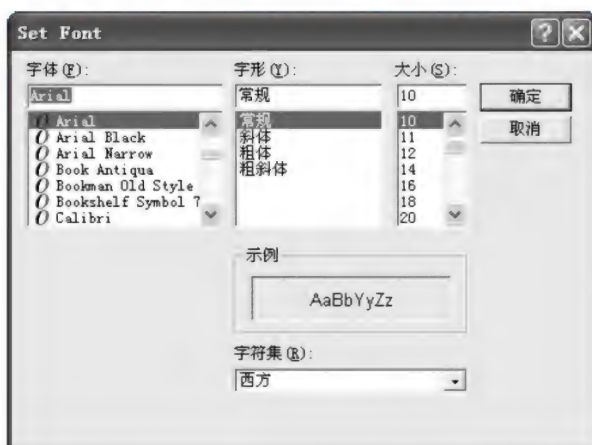 Set Font
字体(F):
字形(Y):
大小(S):
Arial
常规
10
确定
取消
Arial
Arial Black
Arial Narrow
Book Antiqua
Bookman Old Style
Bookshelf Symbol 7
Calibri
常规
斜体
粗体
粗斜体
10
11
12
14
16
18
20
示例
AaBbYyZz
字符集(R):
西方